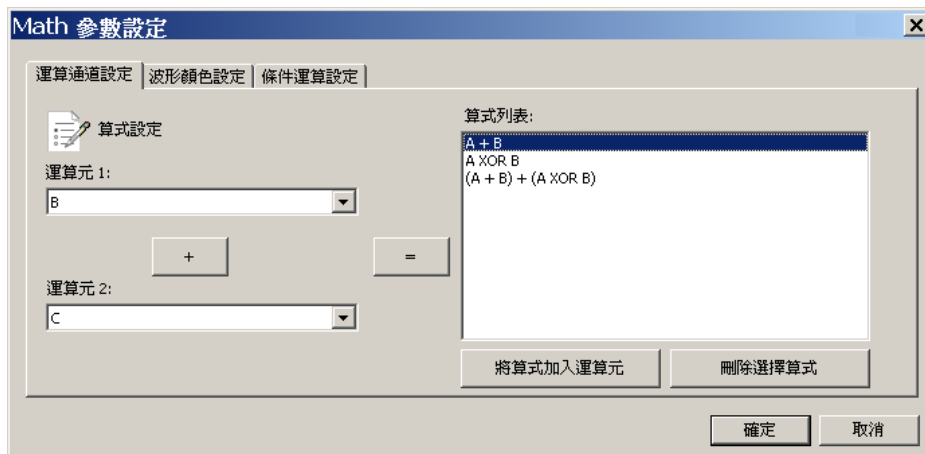 Math 參數設定
運算通道設定 波形顏色設定 條件運算設定
算式設定
運算元 1:
B
+
=
運算元 2:
C
算式列表:
A + B
A XOR B
(A + B) + (A XOR B)
將算式加入運算元 刪除選擇算式
確定 取消